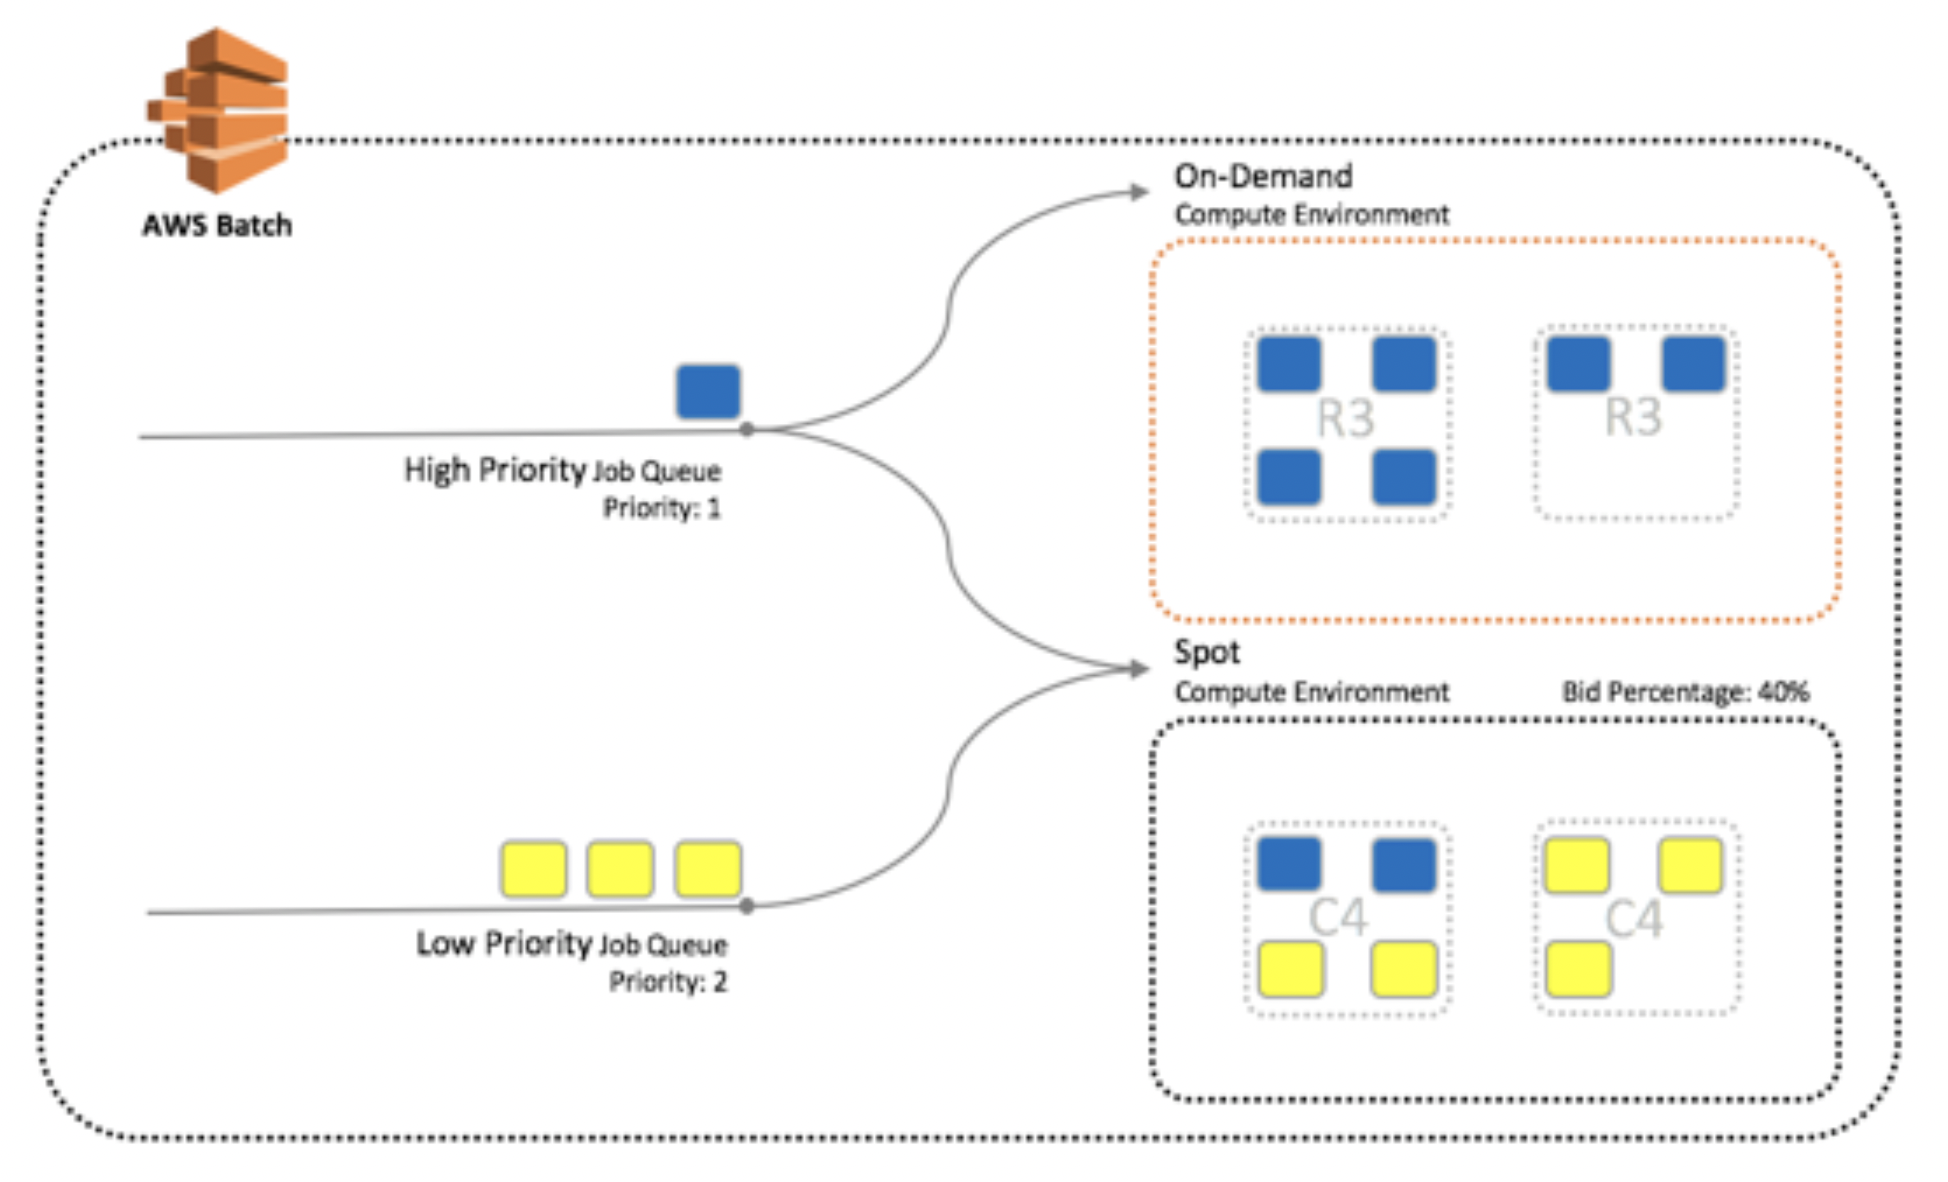 AWS Batch
On-Demand
Compute Environment
R3
R3
High Priority Job Queue
Priority: 1
Spot
Compute Environment
Bid Percentage: 40%
C4
C4
Low Priority Job Queue
Priority: 2